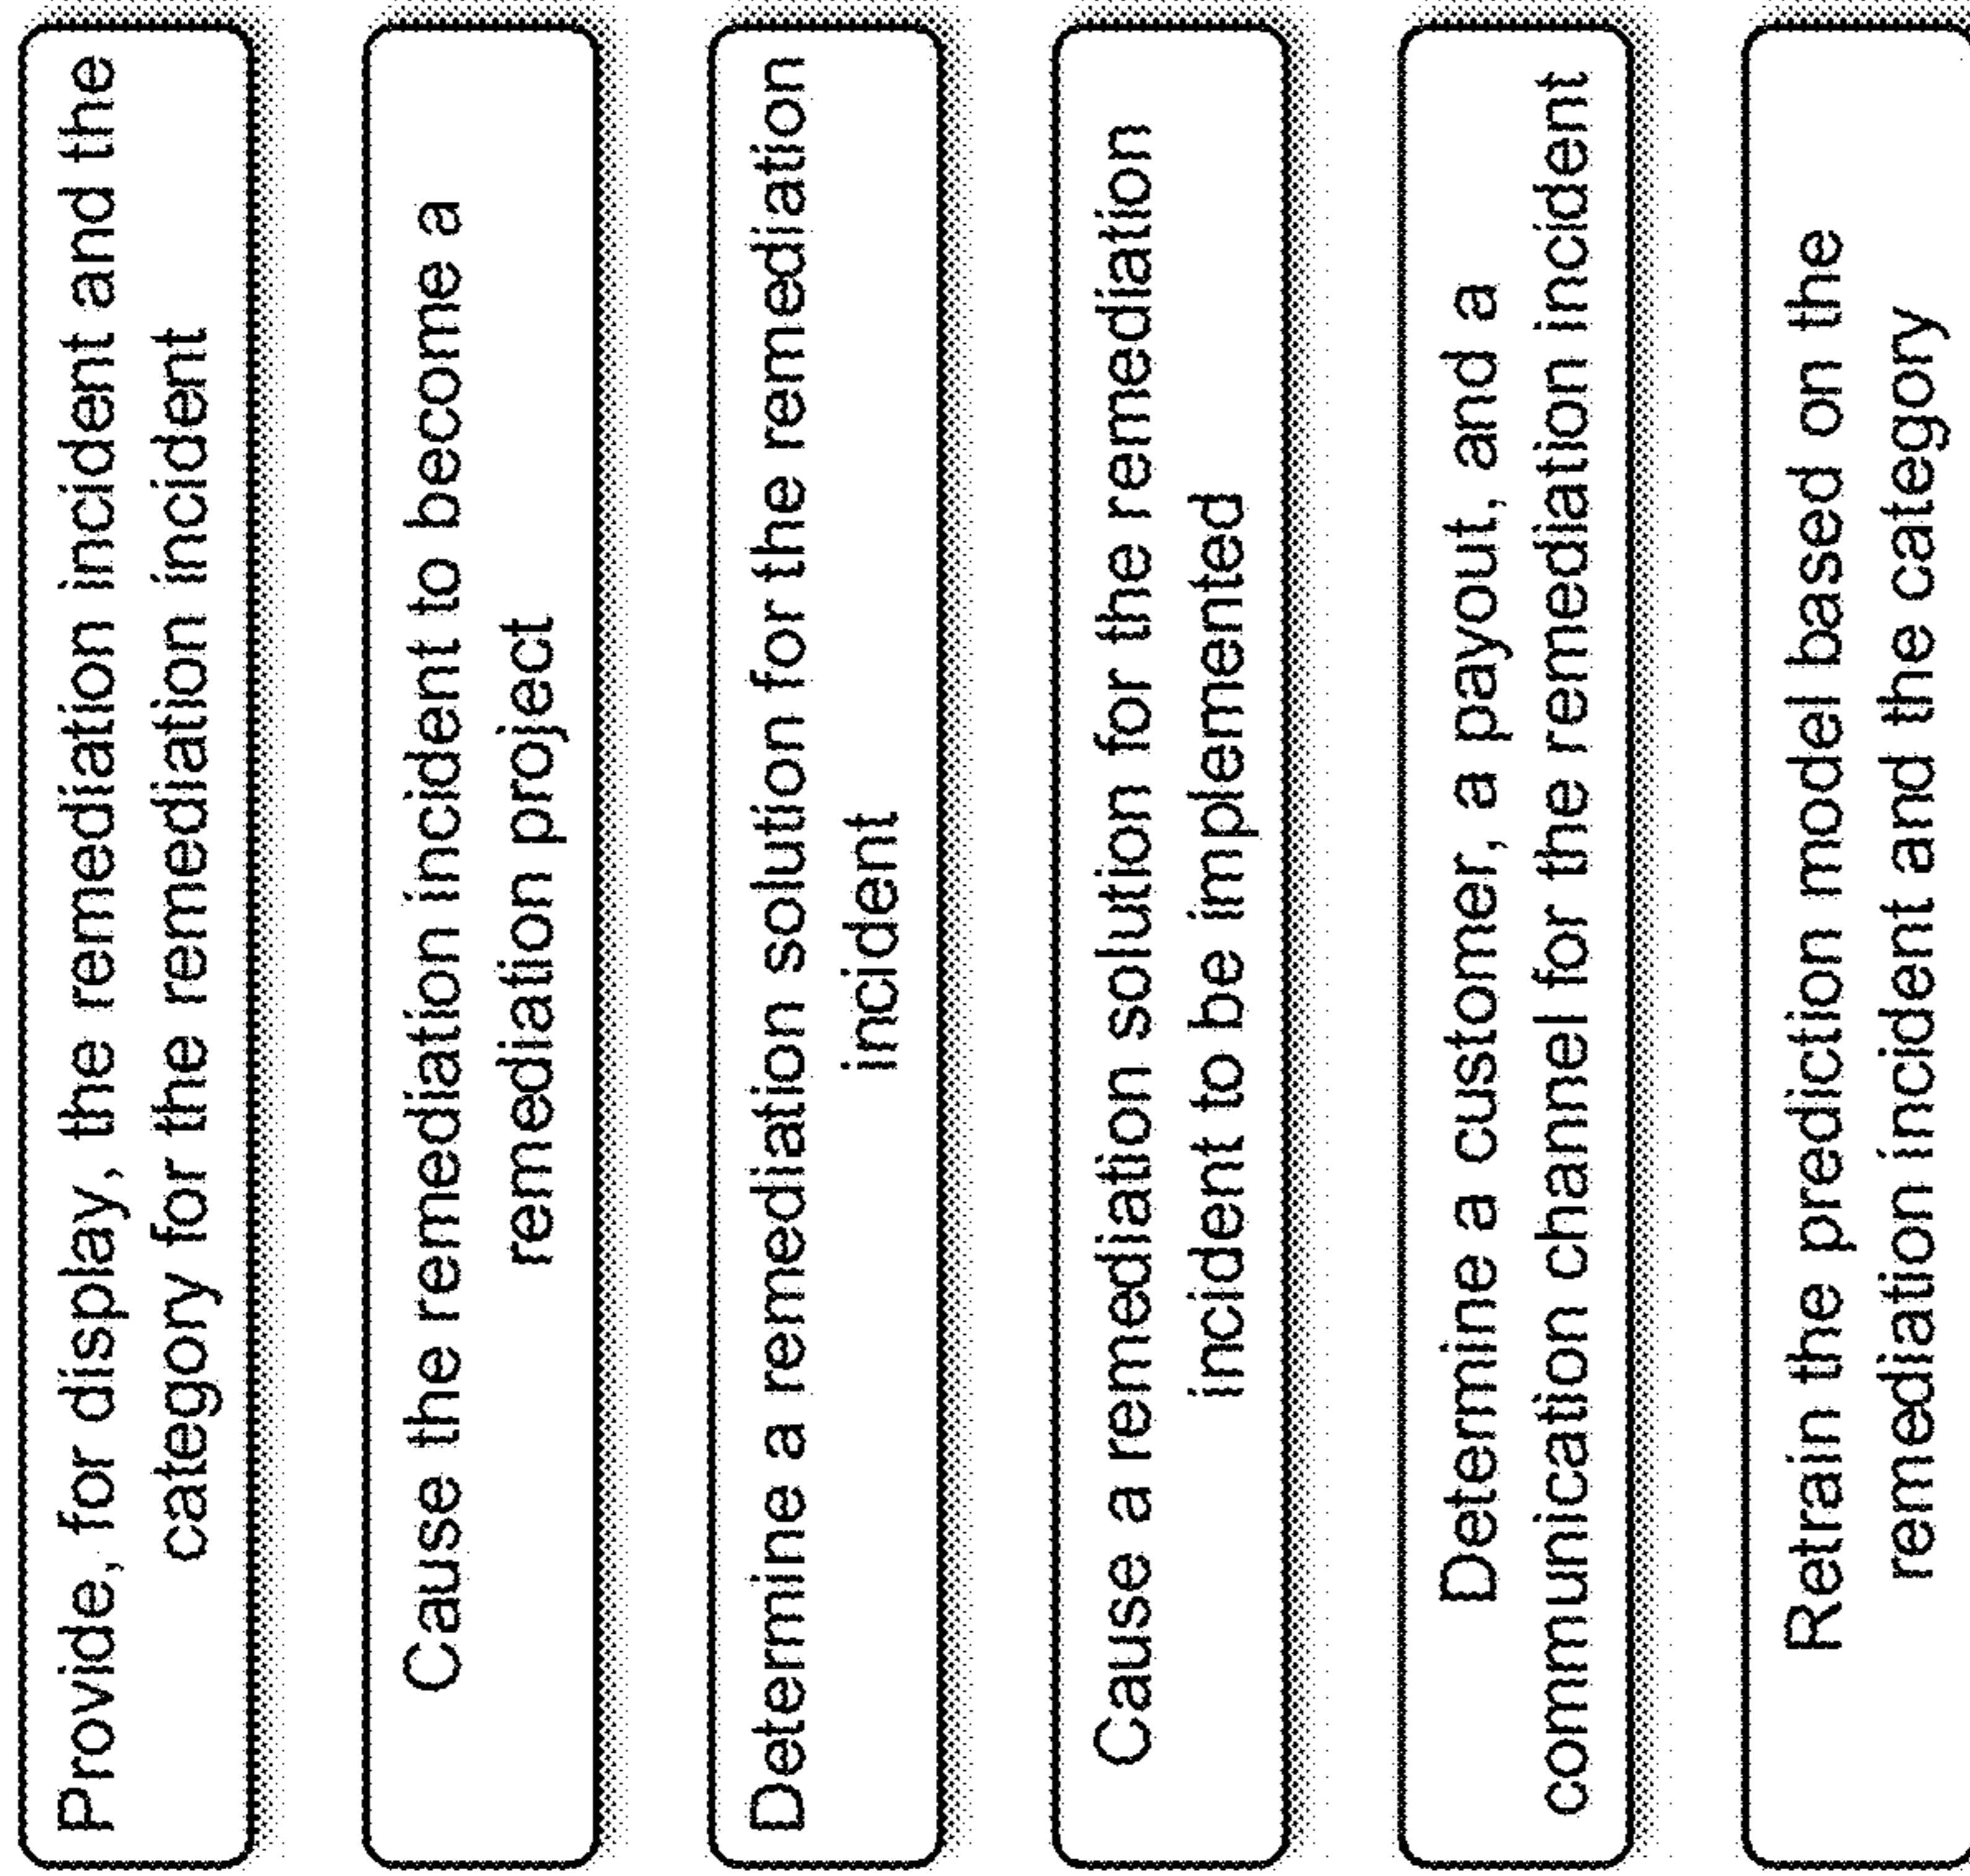 Provide, for display, the remediation incident and the
category for the remediation incident
Cause the remediation incident to become a
remediation project
Determine a remediation solution for the remediation
incident
Cause a remediation solution for the remediation
incident to be implemented
Determine a customer, a payout, and a
communication channel for the remediation incident
Retrain the prediction model based on the
remediation incident and the category